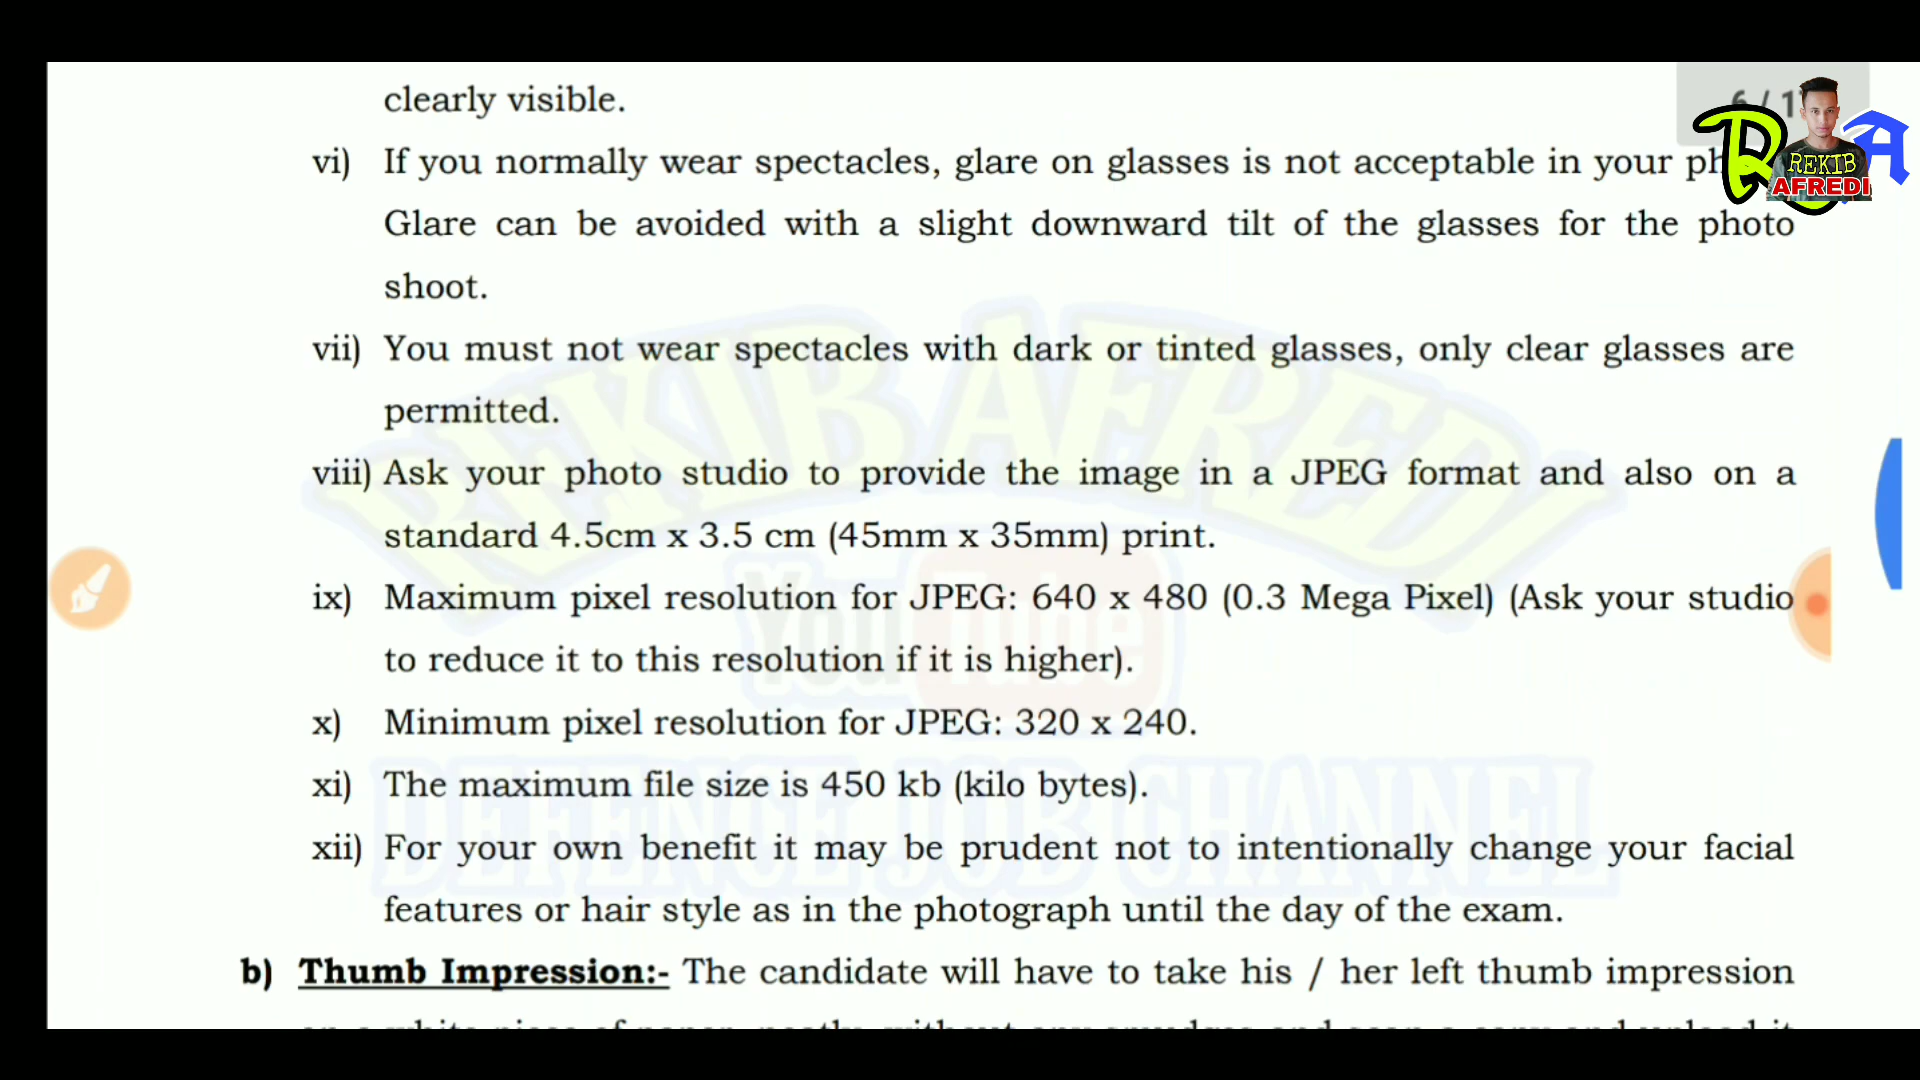 clearly visible.
6 / 1
vi) If you normally wear spectacles, glare on glasses is not acceptable in your
Glare can be avoided with a slight downward tilt of the glasses for the photo
shoot.
vii) You must not wear spectacles with dark or tinted glasses, only clear glasses are
permitted.
viii) Ask your photo studio to provide the image in a JPEG format and also on a
standard 4.5cm x 3.5 cm (45mm x 35mm) print.
ix) Maximum pixel resolution for JPEG: 640 x 480 (0.3 Mega Pixel) (Ask your studio
to reduce it to this resolution if it is higher).
x) Minimum pixel resolution for JPEG: 320 x 240.
xi) The maximum file size is 450 kb (kilo bytes).
xii) For your own benefit it may be prudent not to intentionally change your facial
features or hair style as in the photograph until the day of the exam.
b) Thumb Impression:- The candidate will have to take his / her left thumb impression
R A
REKIB
AFREDI
REKIB AFREDI
YouTube
DEFENCE JOB CHANNEL